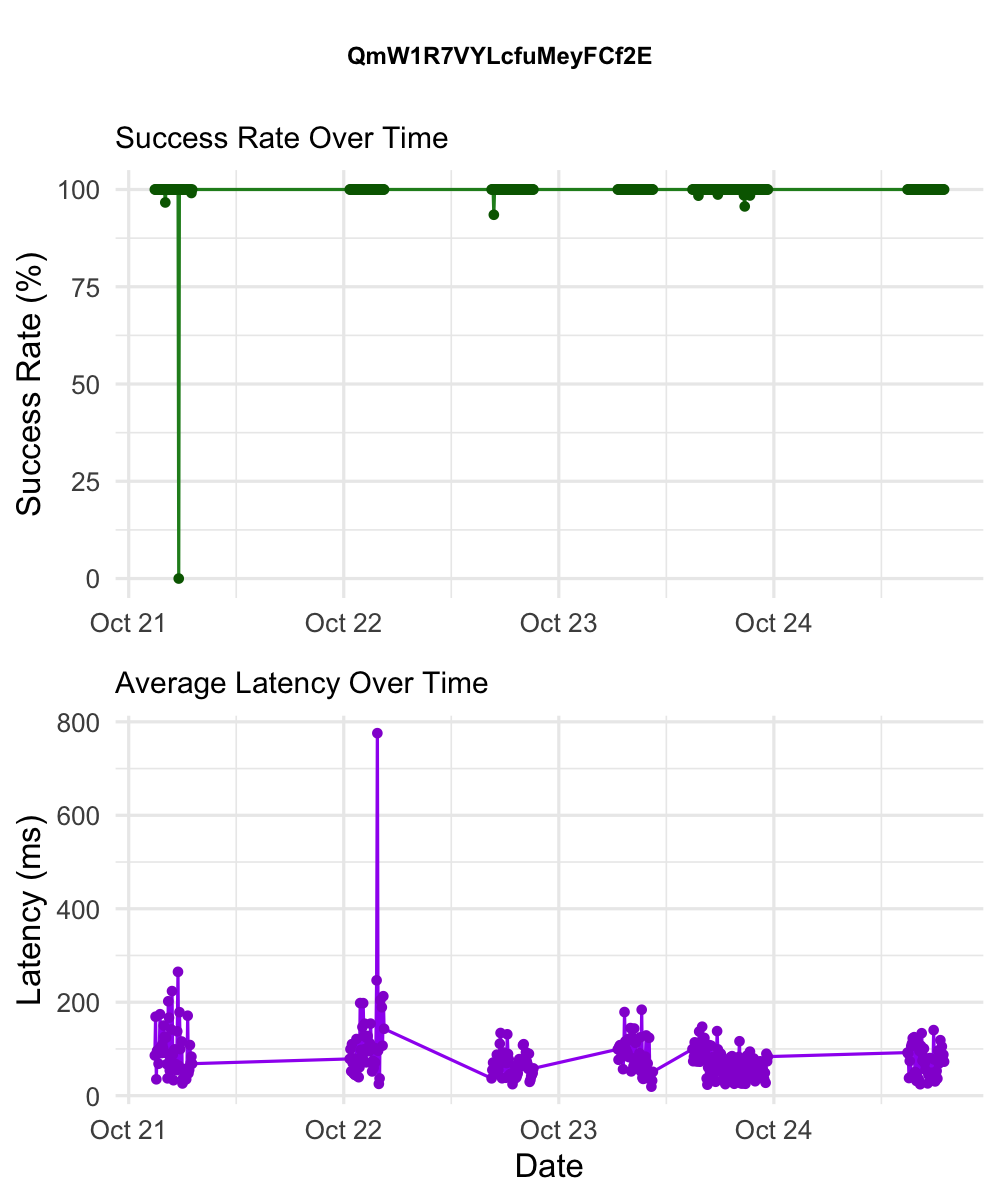 QmW1R7VYLcfuMeyFCf2E
Success Rate Over Time
Success Rate (%)
100
75
50
25
0
Oct 21 Oct 22 Oct 23 Oct 24
Average Latency Over Time
Latency (ms)
800
600
400
200
0
Oct 21 Oct 22 Oct 23 Oct 24
Date